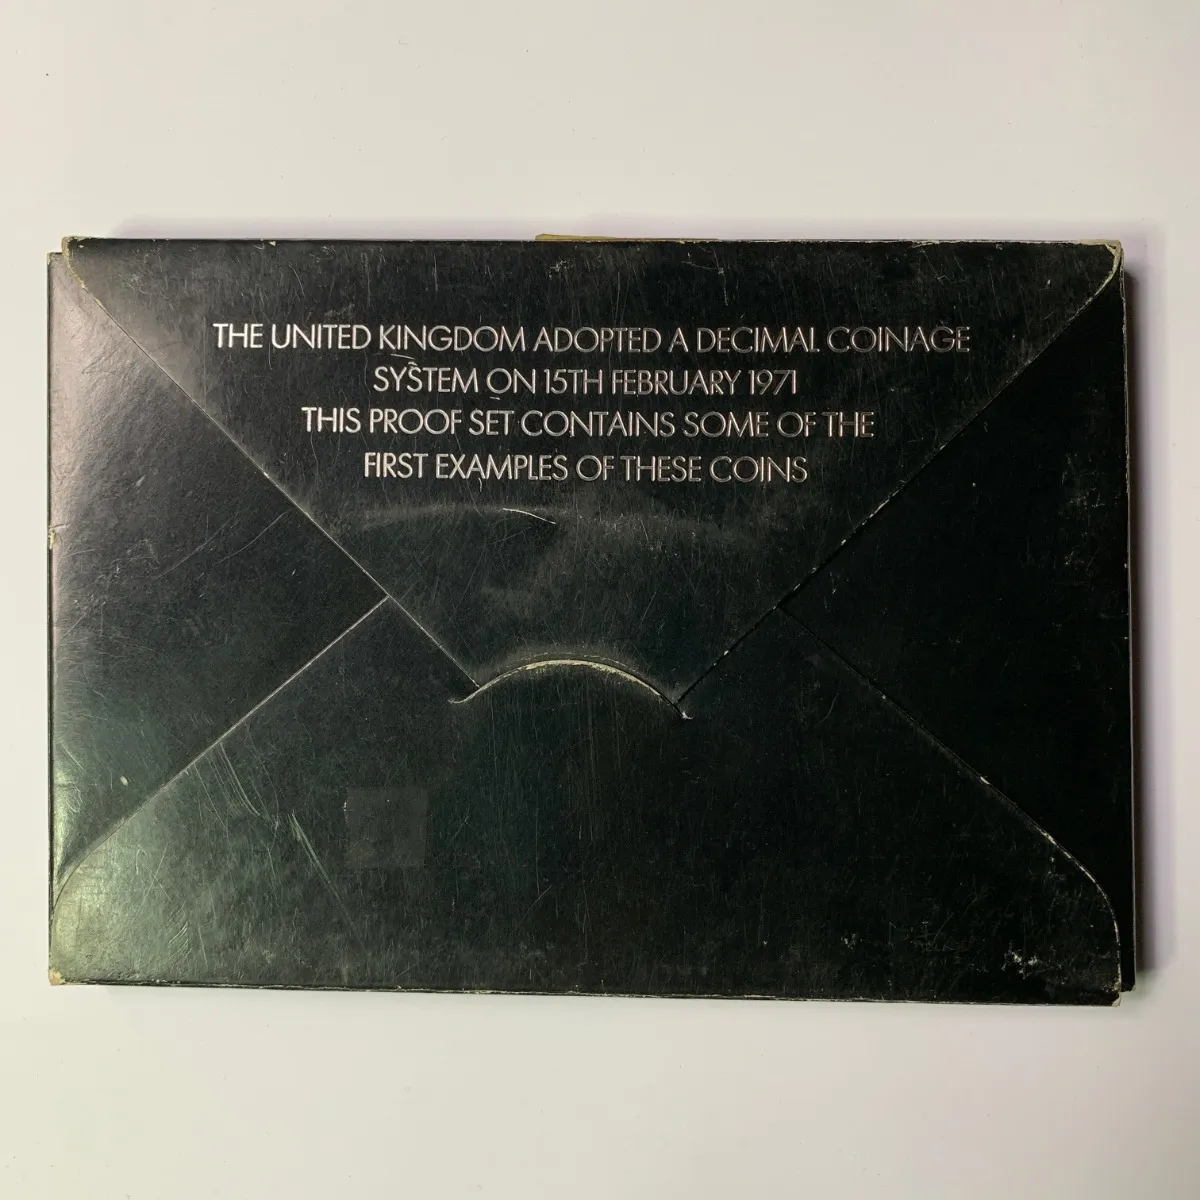 THE UNITED KINGDOM ADOPTED A DECIMAL COINAGE
SYSTEM ON 15TH FEBRUARY 1971
THIS PROOF SET CONTAINS SOME OF THE
FIRST EXAMPLES OF THESE COINS